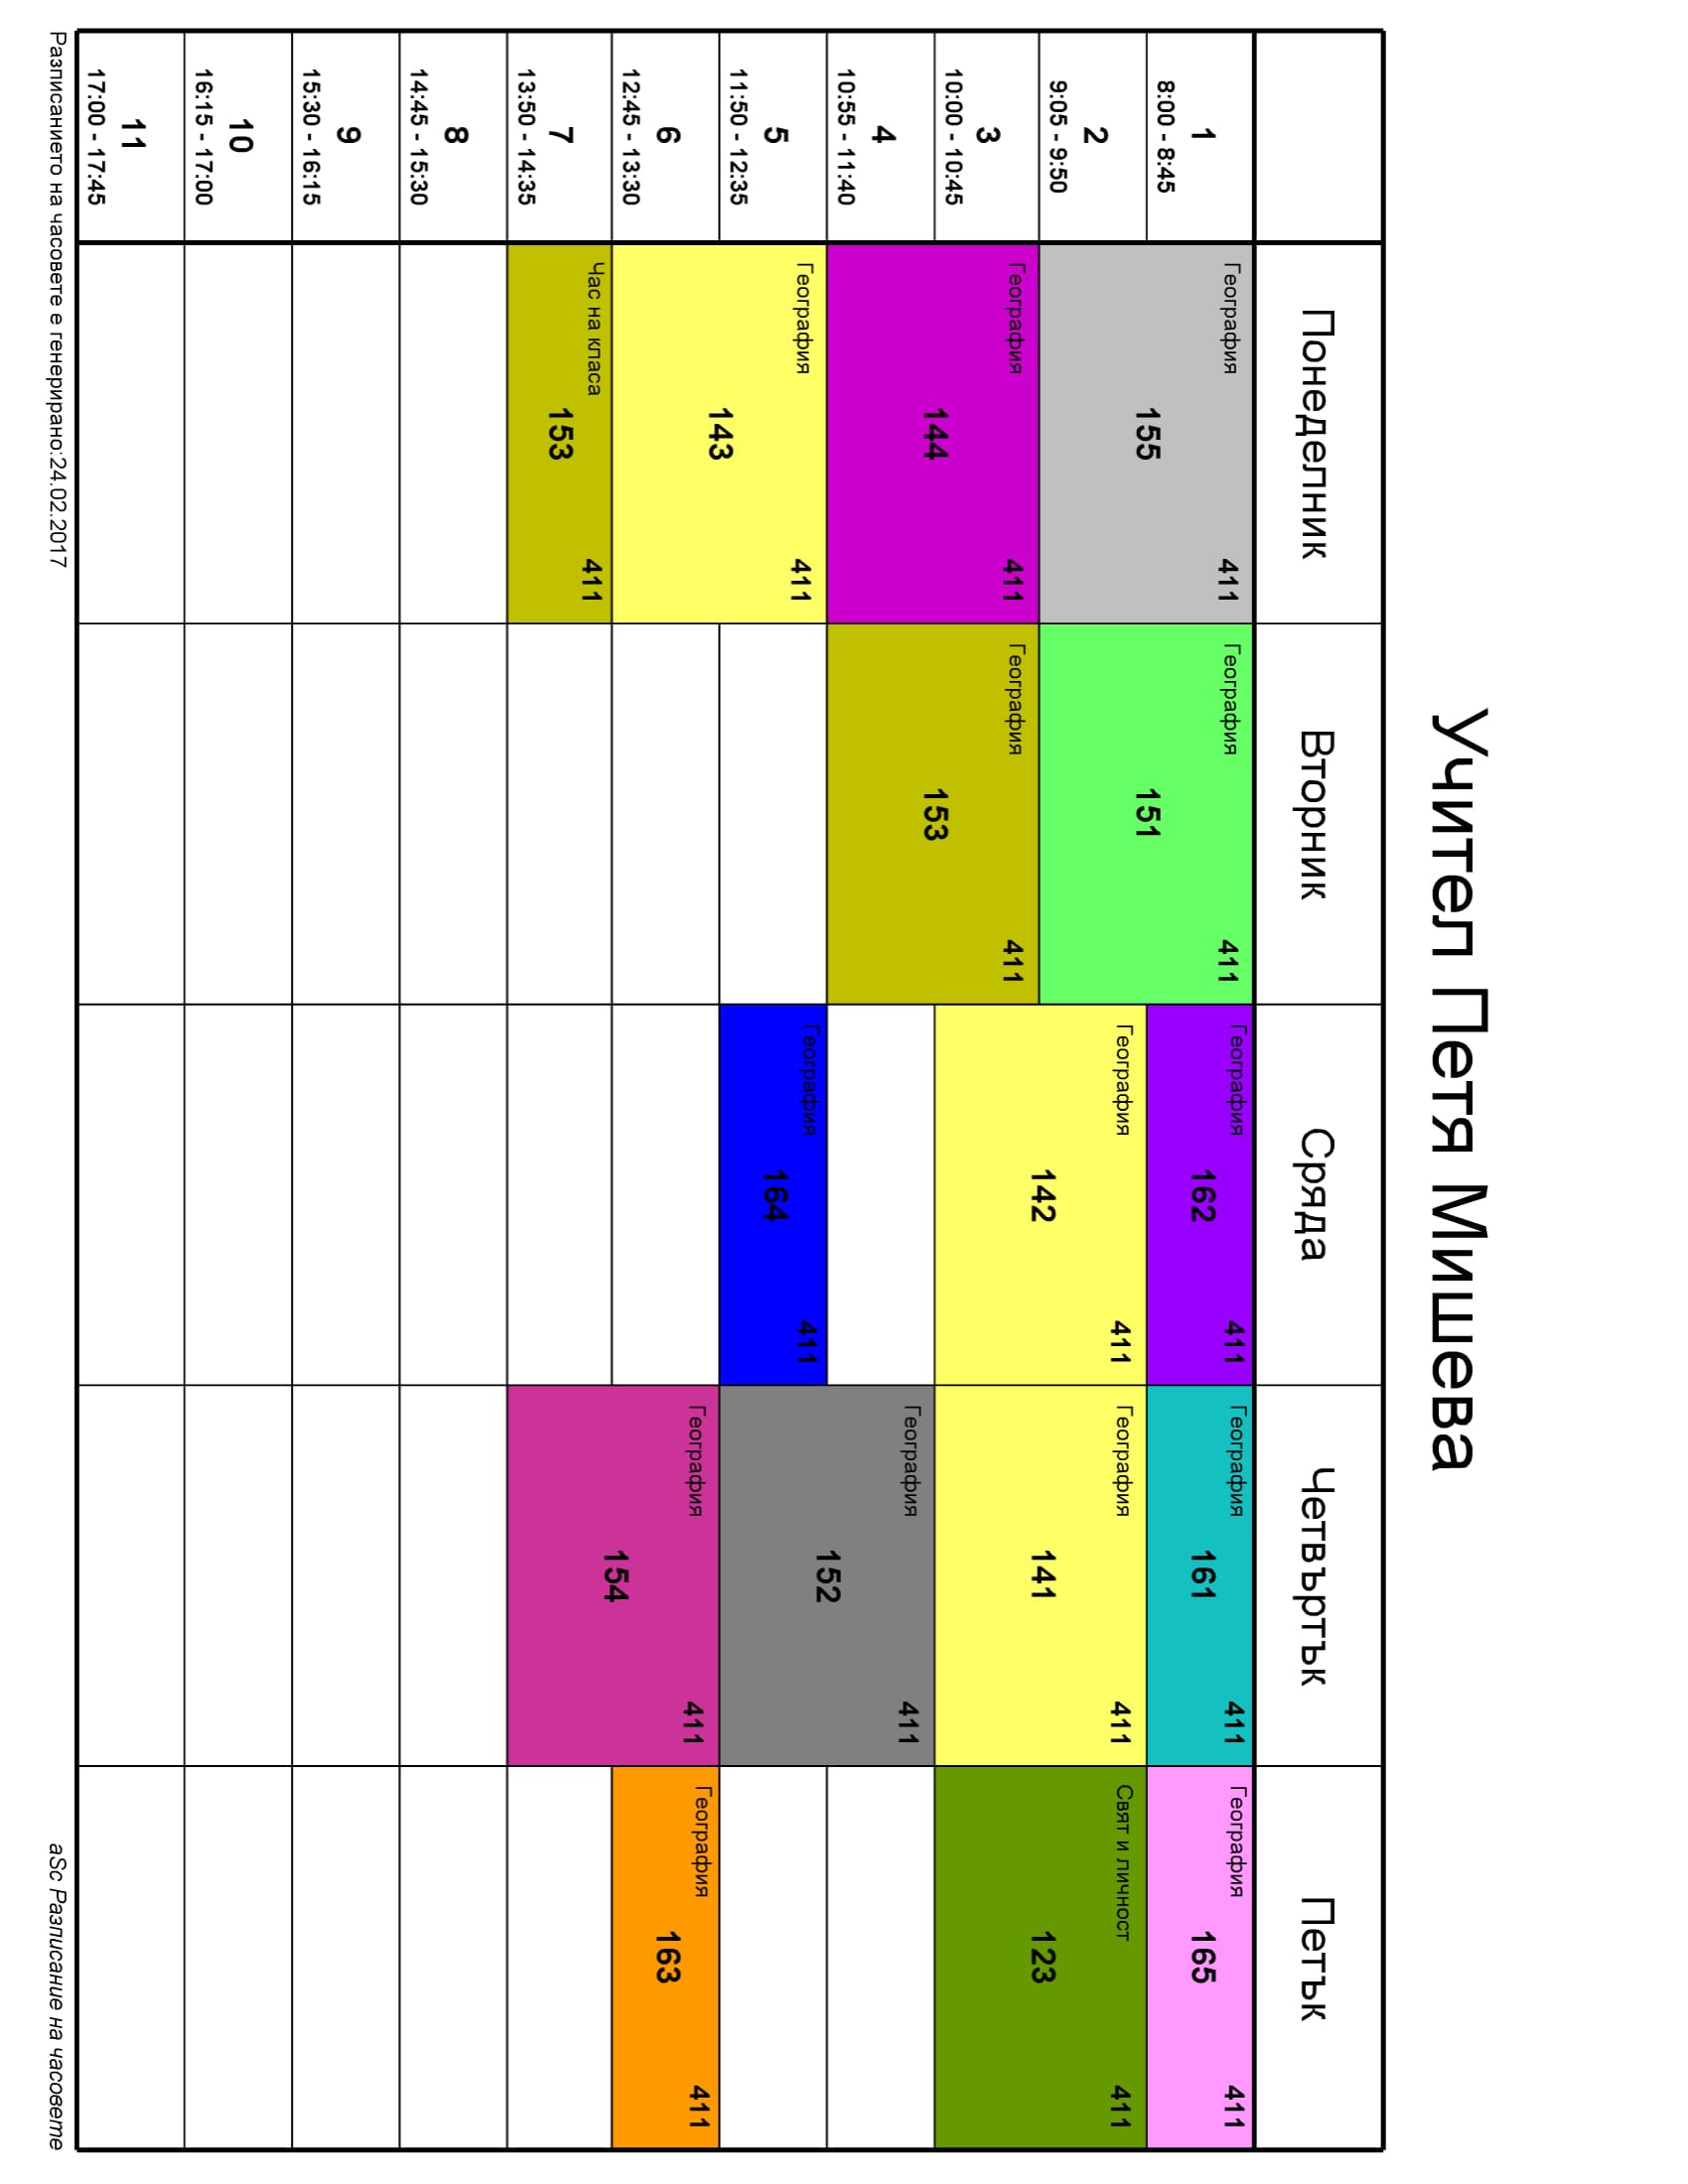 Учител Петя Мишева
Понеделник
Вторник
Сряда
Четвъртък
Петък
1
8:00 - 8:45
География
155
411
География
151
411
География
162
411
География
161
411
География
165
411
2
9:05 - 9:50
География
142
411
География
141
411
Свят и личност
123
411
3
10:00 - 10:45
География
144
411
География
153
411
4
10:55 - 11:40
География
152
411
5
11:50 - 12:35
География
143
411
География
164
411
6
12:45 - 13:30
География
154
411
География
163
411
7
13:50 - 14:35
Час на класа
153
411
8
14:45 - 15:30
9
15:30 - 16:15
10
16:15 - 17:00
11
17:00 - 17:45
Разписанието на часовете е генерирано:24.02.2017
aSc Разписание на часовете